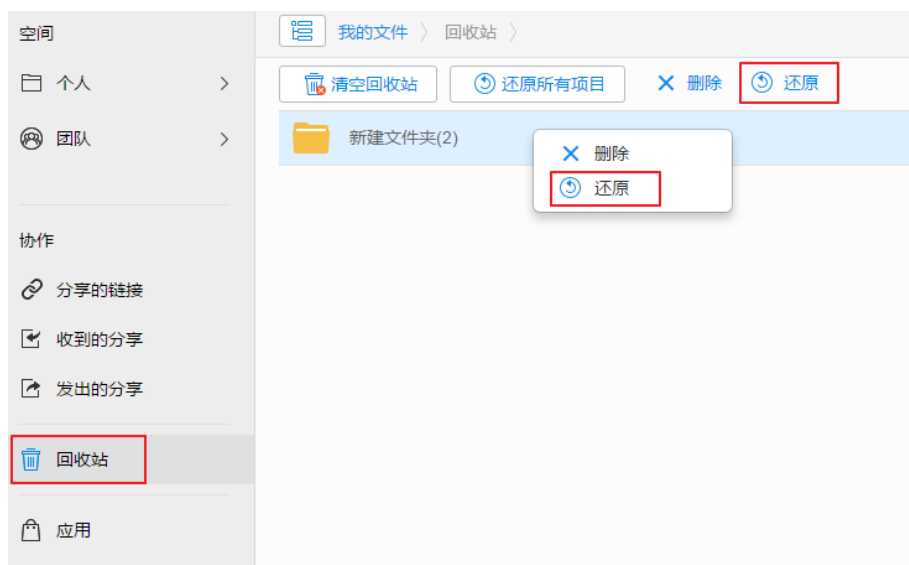 空间
个人
团队
协作
分享的链接
收到的分享
发出的分享
回收站
应用
我的文件 〉 回收站 〉
清空回收站 还原所有项目 删除 还原
新建文件夹(2)
删除
还原